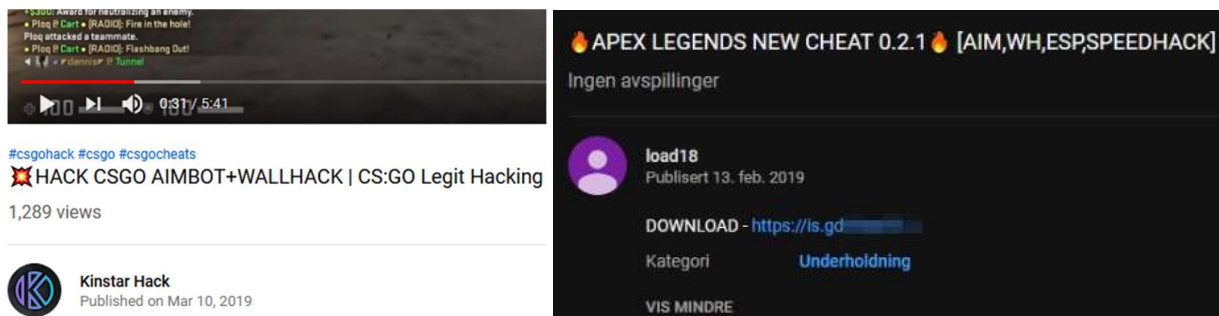 • $300: Award for neutralizing an enemy.
• Ploq @ Cart • [RADIO]: Fire in the hole!
Ploq attacked a teammate.
• Ploq @ Cart • [RADIO]: Flashbang Out!
dennis @ Tunnel
100 100
0:31 / 5:41
#csgohack #csgo #csgocheats
💥HACK CSGO AIMBOT+WALLHACK | CS:GO Legit Hacking
1,289 views
Kinstar Hack
Published on Mar 10, 2019
🔥APEX LEGENDS NEW CHEAT 0.2.1🔥 [AIM,WH,ESP,SPEEDHACK]
Ingen avspillinger
load18
Publisert 13. feb. 2019
DOWNLOAD - https://is.gd
Kategori Underholdning
VIS MINDRE